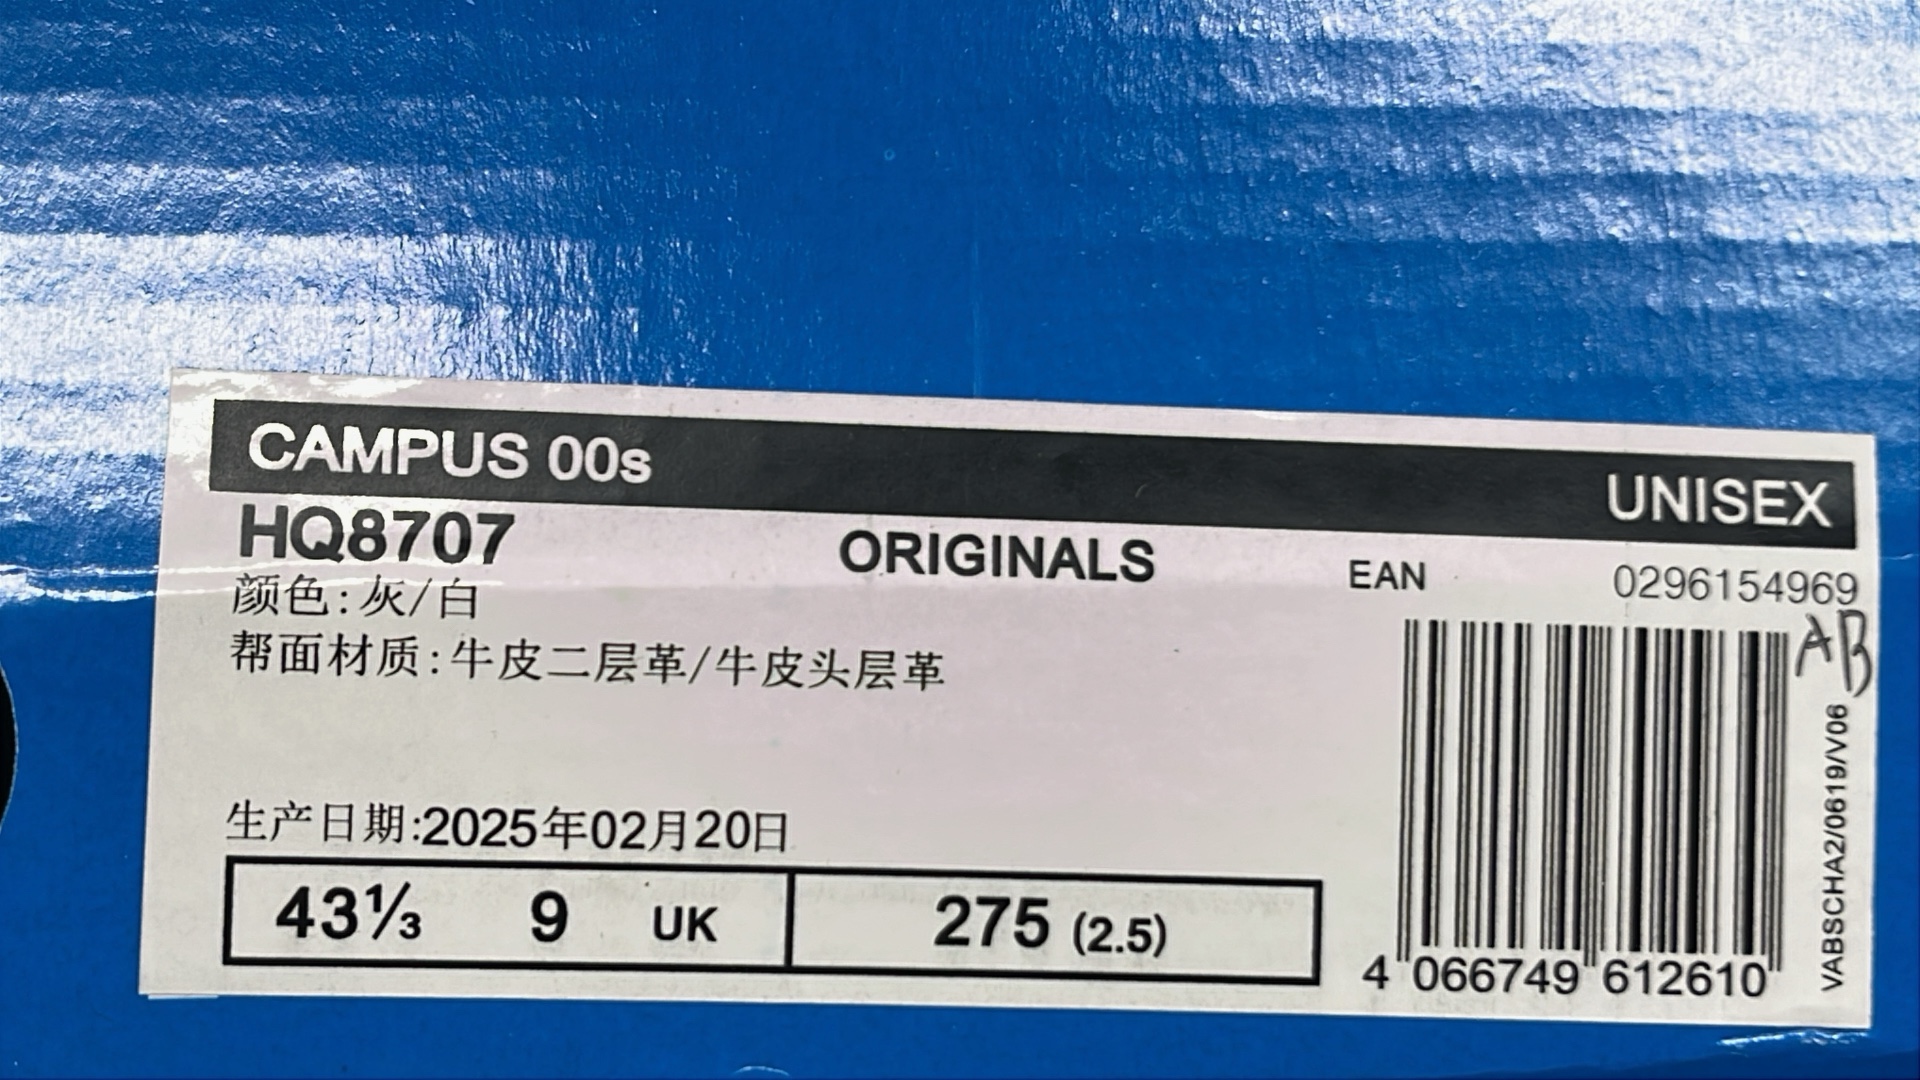 CAMPUS 00s
UNISEX
HQ8707
ORIGINALS
EAN
0296154969
颜色:灰/白
AB
帮面材质:牛皮二层革/牛皮头层革
生产日期:2025年02月20日
43⅓ 9 UK 275 (2.5)
4 066749 612610
VABSCHA2/0619/V06